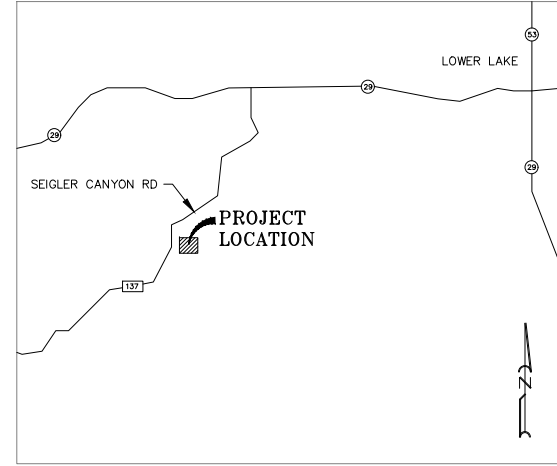 53
LOWER LAKE
29
29
29
SEIGLER CANYON RD
PROJECT
LOCATION
137
N